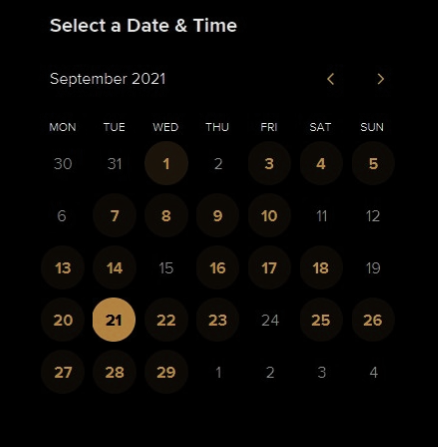 Select a Date & Time
September 2021
MON TUE WED THU FRI SAT SUN
30 31 1 2 3 4 5
6 7 8 9 10 11 12
13 14 15 16 17 18 19
20 21 22 23 24 25 26
27 28 29 1 2 3 4